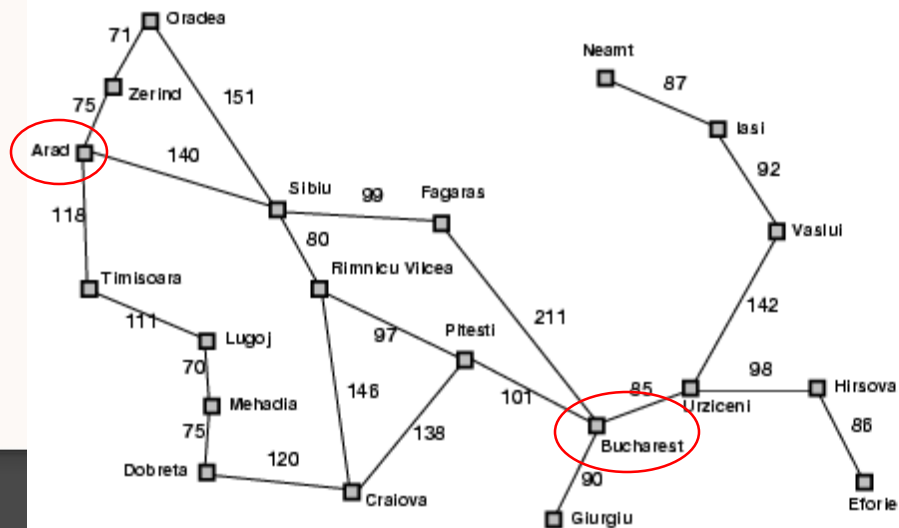 Oradea
71
Neamt
87
Zerind
75
151
Iasi
Arad
140
92
Sibiu
99
Fagaras
118
80
Vaslui
Rimnicu Vilcea
Timisoara
142
111
211
97
Pitesti
Lugoj
70
98
Hirsova
85
146
101
Urziceni
Mehadia
75
138
86
Bucharest
120
Dobreta
90
Craiova
Eforie
Giurgiu